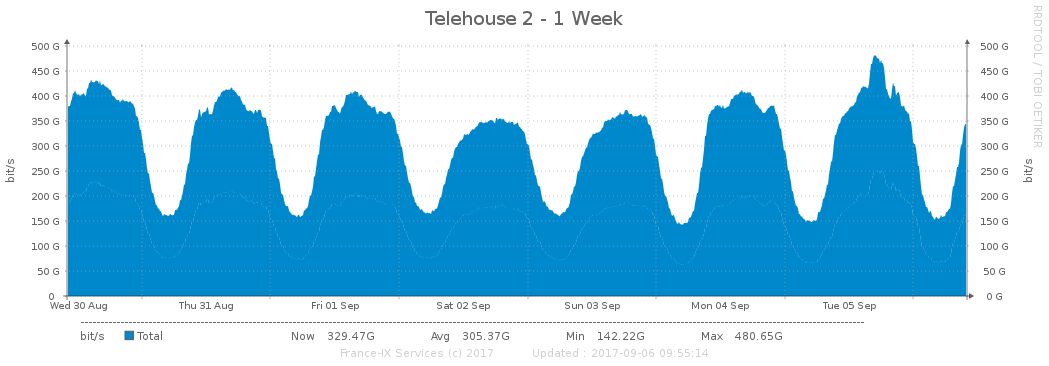 Telehouse 2 - 1 Week
RRDTOOL / TOBI OETIKER
bit/s
500 G 500 G
450 G 450 G
400 G 400 G
350 G 350 G
300 G 300 G
250 G 250 G
200 G 200 G
150 G 150 G
100 G 100 G
50 G 50 G
0 0 G
bit/s
Wed 30 Aug Thu 31 Aug Fri 01 Sep Sat 02 Sep Sun 03 Sep Mon 04 Sep Tue 05 Sep
bit/s Total Now 329.47G Avg 305.37G Min 142.22G Max 480.65G
France-IX Services (c) 2017 Updated : 2017-09-06 09:55:14